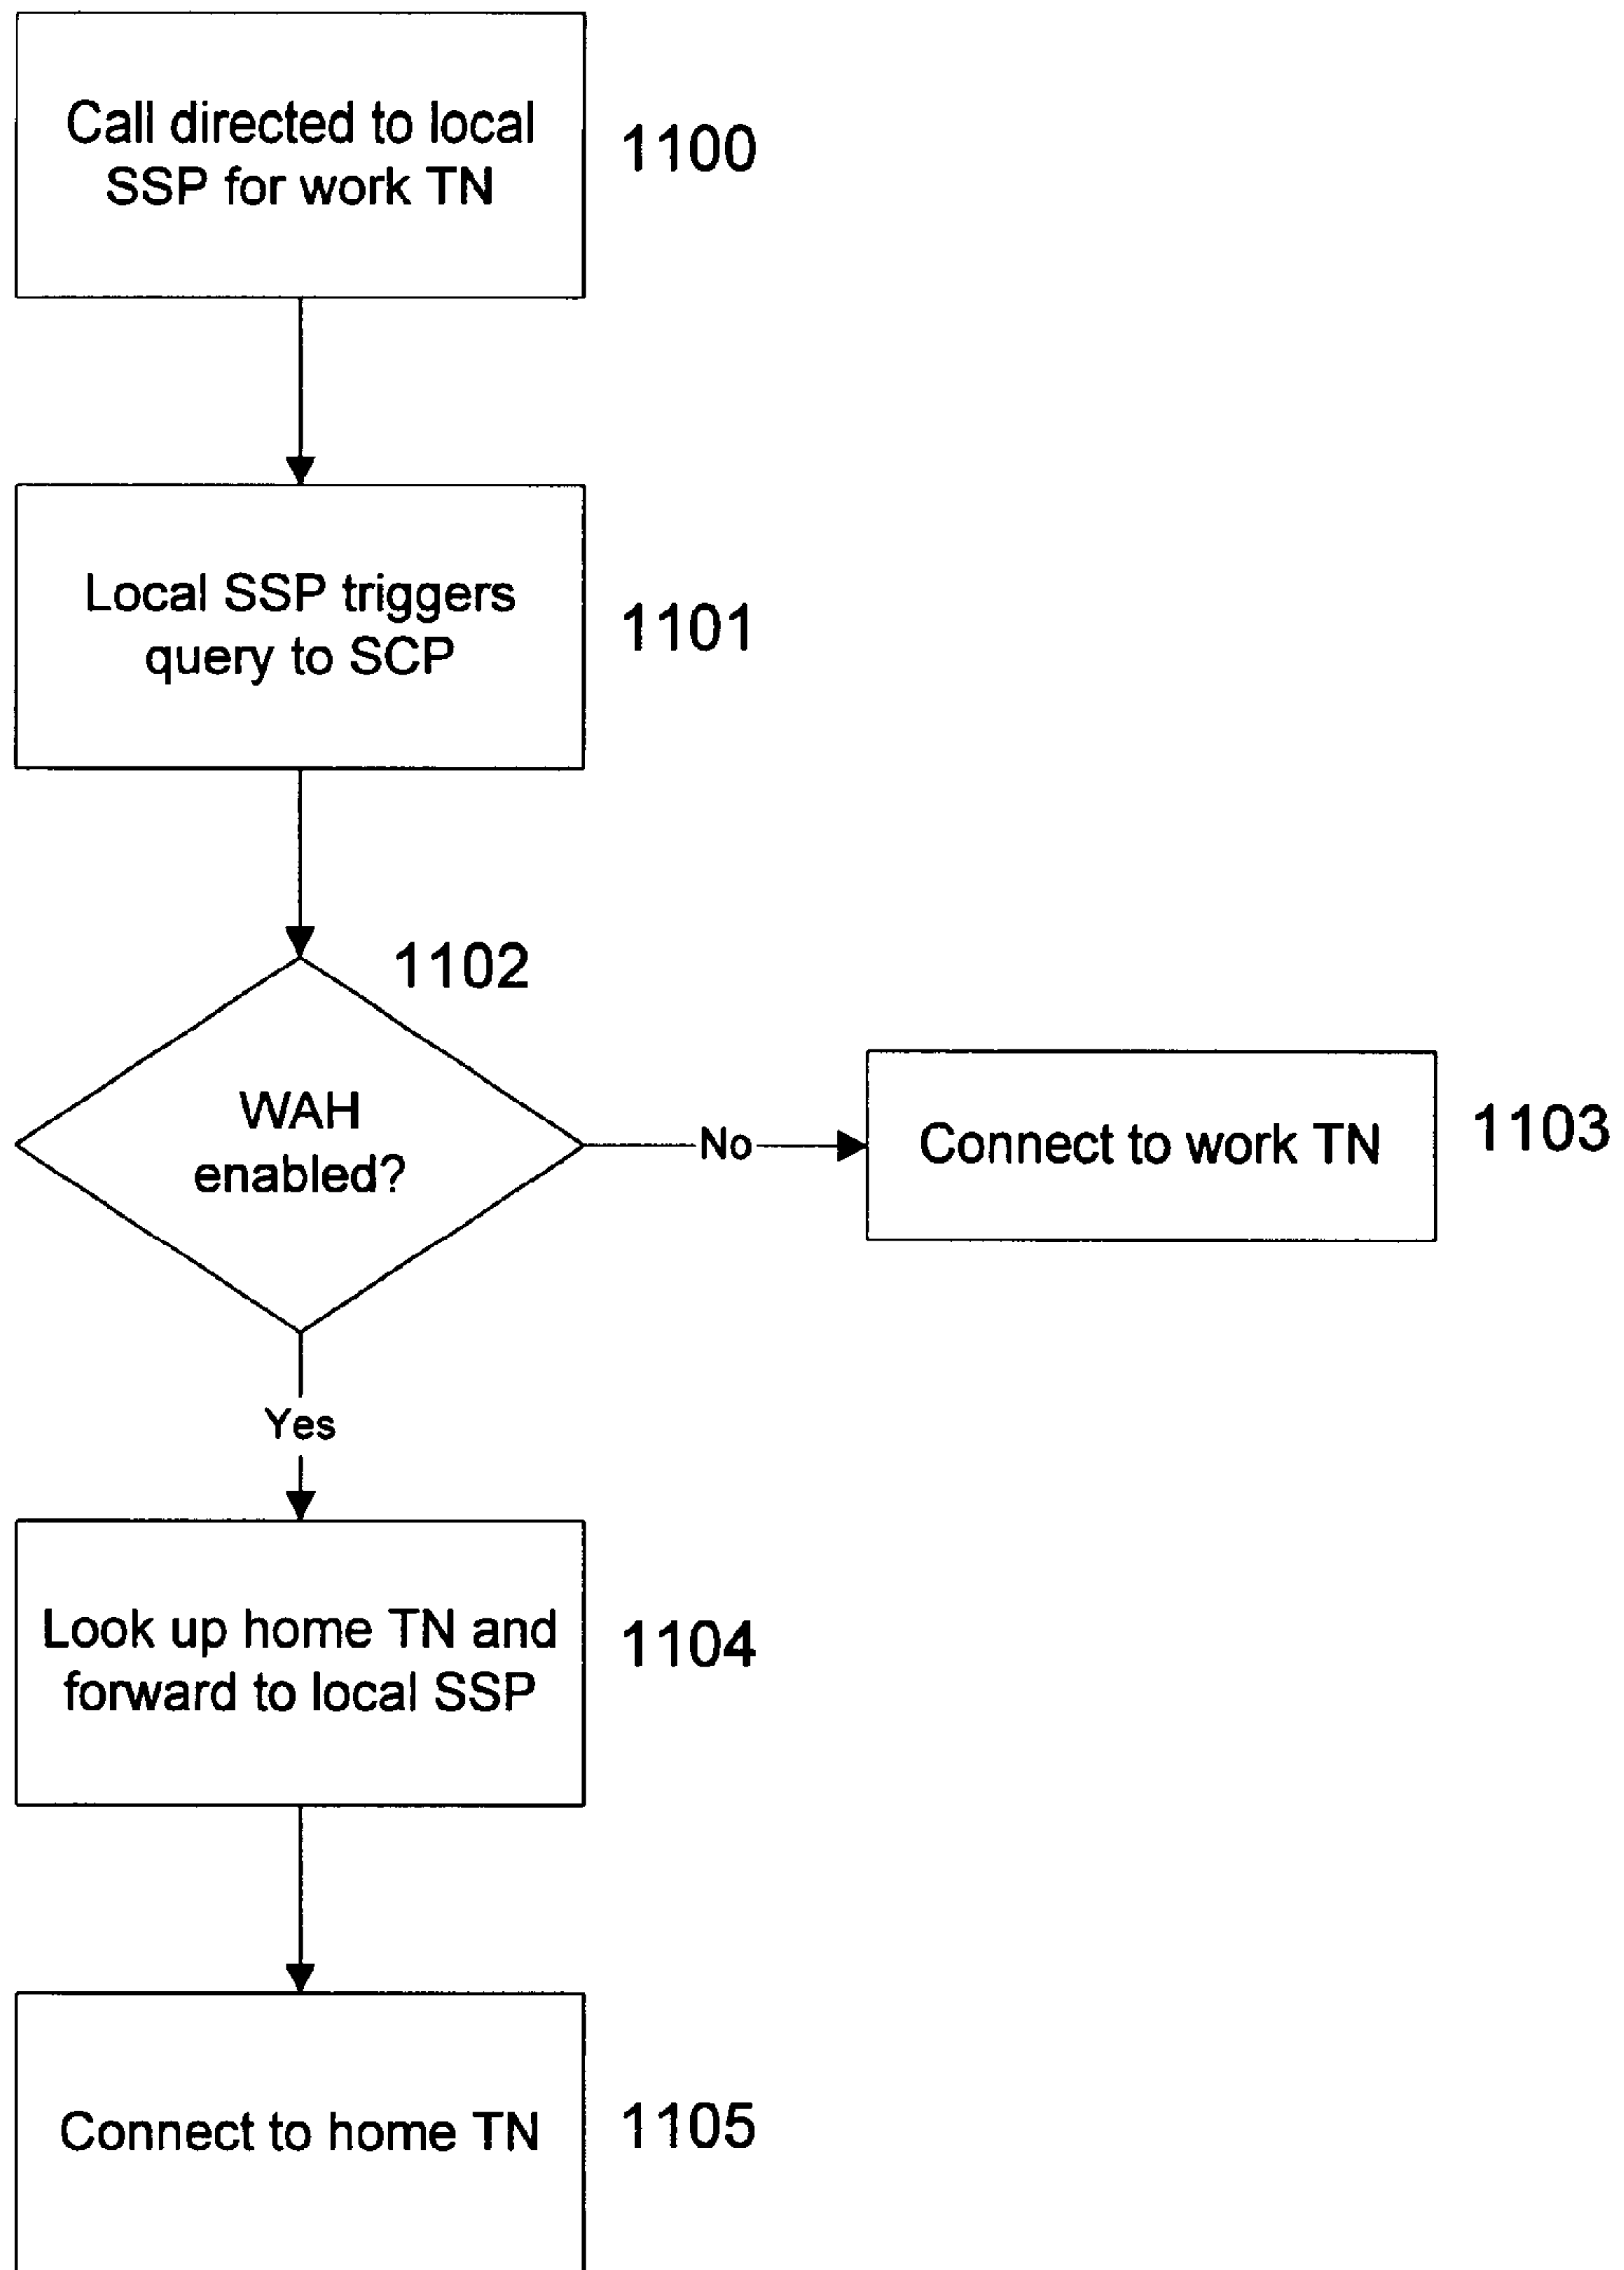 Call directed to local
SSP for work TN
1100
Local SSP triggers
query to SCP
1101
1102
WAH
enabled?
No
Connect to work TN
1103
Yes
Look up home TN and
forward to local SSP
1104
Connect to home TN
1105